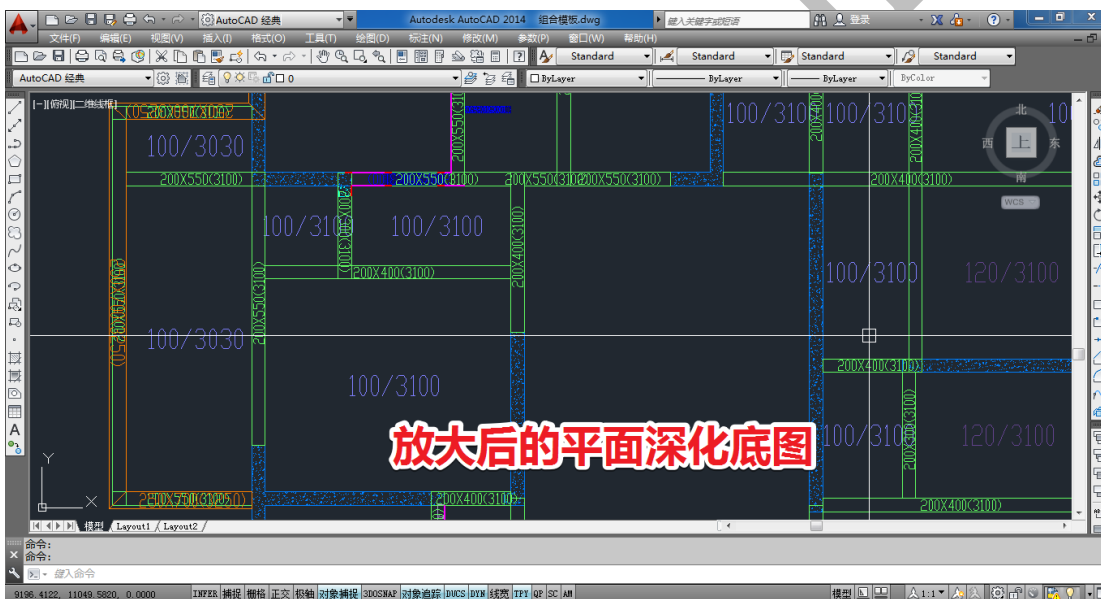 AutoCAD 经典
Autodesk AutoCAD 2014 组合模板.dwg
键入关键字或短语
登录
文件(F) 编辑(E) 视图(V) 插入(I) 格式(O) 工具(T) 绘图(D) 标注(N) 修改(M) 参数(P) 窗口(W) 帮助(H)
Standard Standard Standard Standard
AutoCAD 经典 0 ByLayer ByLayer ByLayer ByColor
[-][俯视][二维线框]
北
西 上 东
南
WCS
100/3030
100/3100
100/3100
200X550(3100)
200X550(3100)
200X550(3100)
200X550(3100)
200X400(3100)
100/3100
100/3100
200X400(3100)
200X400(3100)
100/3100
120/3100
100/3030
100/3100
200X400(3100)
放大后的平面深化底图
100/3100
120/3100
200X400(3100)
200X400(3100)
Y
X
模型 Layout1 Layout2
命令:
命令:
键入命令
9196.4122, 11049.5820, 0.0000 INFER 捕捉 栅格 正交 极轴 对象捕捉 3DOSNAP 对象追踪 DUCS DYN 线宽 TPY QP SC AM 模型 1:1